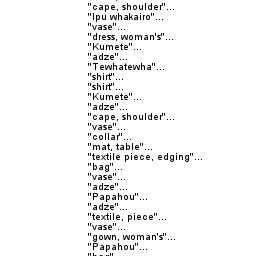 "cape, shoulder"...
"Ipu whakairo"...
"vase"...
"dress, woman's"...
"Kumete"...
"adze"...
"Tewhatewha"...
"shirt"...
"shirt"...
"Kumete"...
"adze"...
"cape, shoulder"...
"vase"...
"collar"...
"mat, table"...
"textile piece, edging"...
"bag"...
"vase"...
"adze"...
"Papahou"...
"adze"...
"textile, piece"...
"vase"...
"gown, woman's"...
"Papahou"...